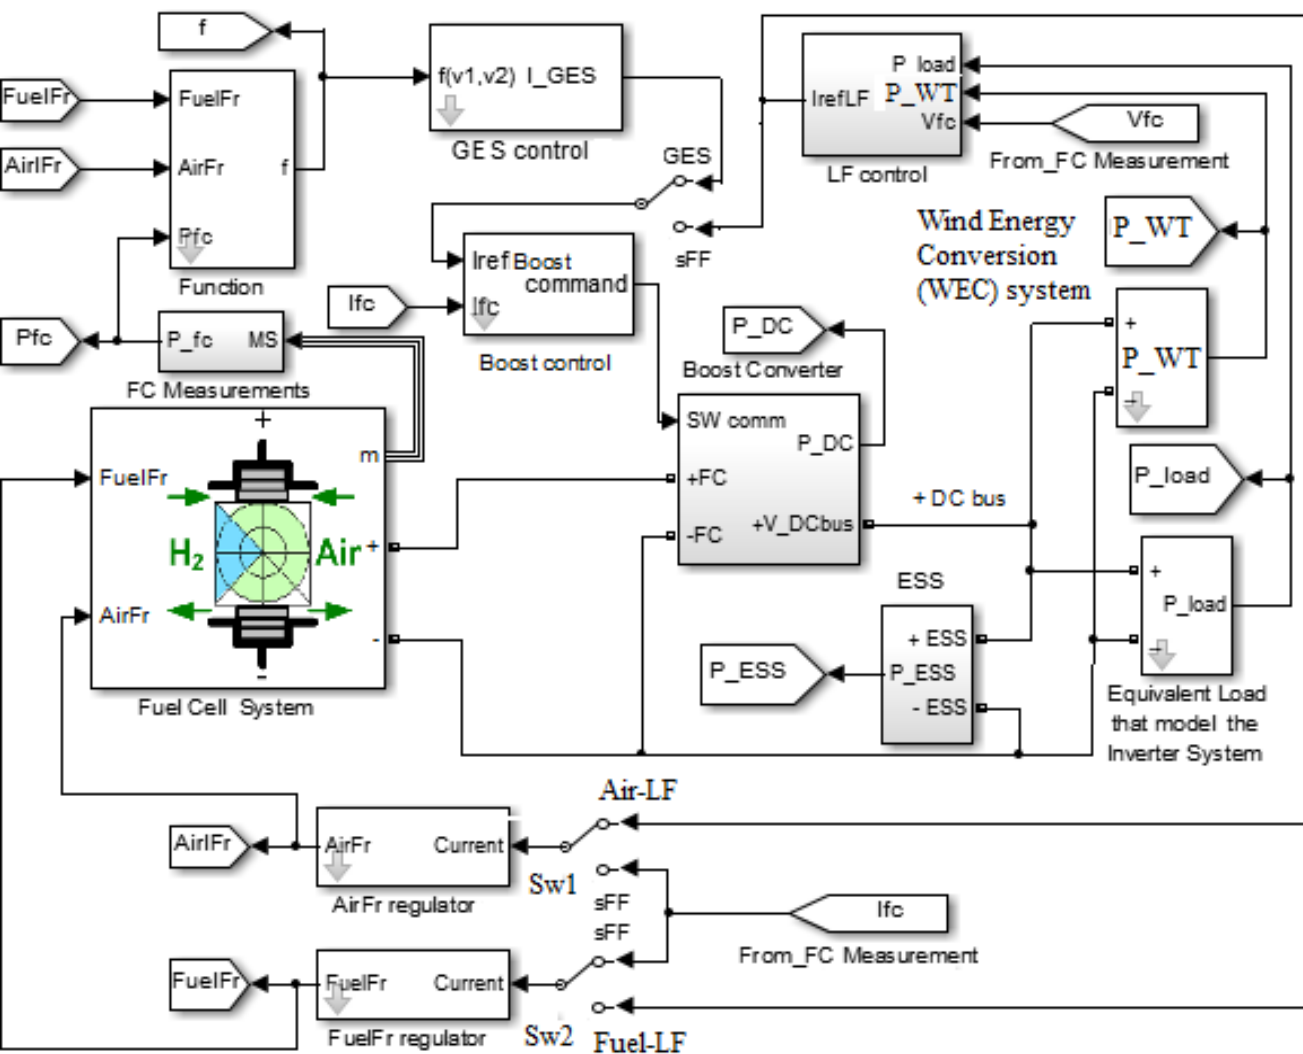 f
FuelFr
AirIFr
FuelFr
AirFr
Pfc
f
Function
f(v1,v2) I_GES
GES control
GES
sFF
IrefLF
P_load
P_WT
Vfc
LF control
Vfc
From_FC Measurement
Wind Energy
Conversion
(WEC) system
P_WT
+
P_WT
-
Iref Boost
command
Ifc
Boost control
Ifc
Pfc
P_fc MS
FC Measurements
P_DC
Boost Converter
SW comm
P_DC
+FC
+V_DCbus
-FC
+ DC bus
P_load
+
P_load
-
Equivalent Load
that model the
Inverter System
+
m
FuelFr
H2 Air
+
AirFr
-
-
Fuel Cell System
ESS
+ ESS
P_ESS
- ESS
P_ESS
Air-LF
AirIFr
AirFr Current
AirFr regulator
Sw1
sFF
sFF
Ifc
From_FC Measurement
FuelFr
FuelFr Current
FuelFr regulator
Sw2
Fuel-LF